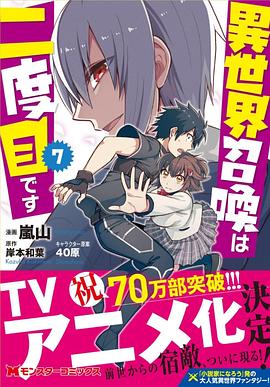 異世界召喚は
二度目です
7
漫画 嵐山
原作 岸本和葉
キャラクター原案 40原
祝
70万部突破!!!
TV
アニメ化
決定!
前世からの宿敵、ついに現る!
モンスターコミックス
「小説家になろう」発の
大人気異世界ファンタジー